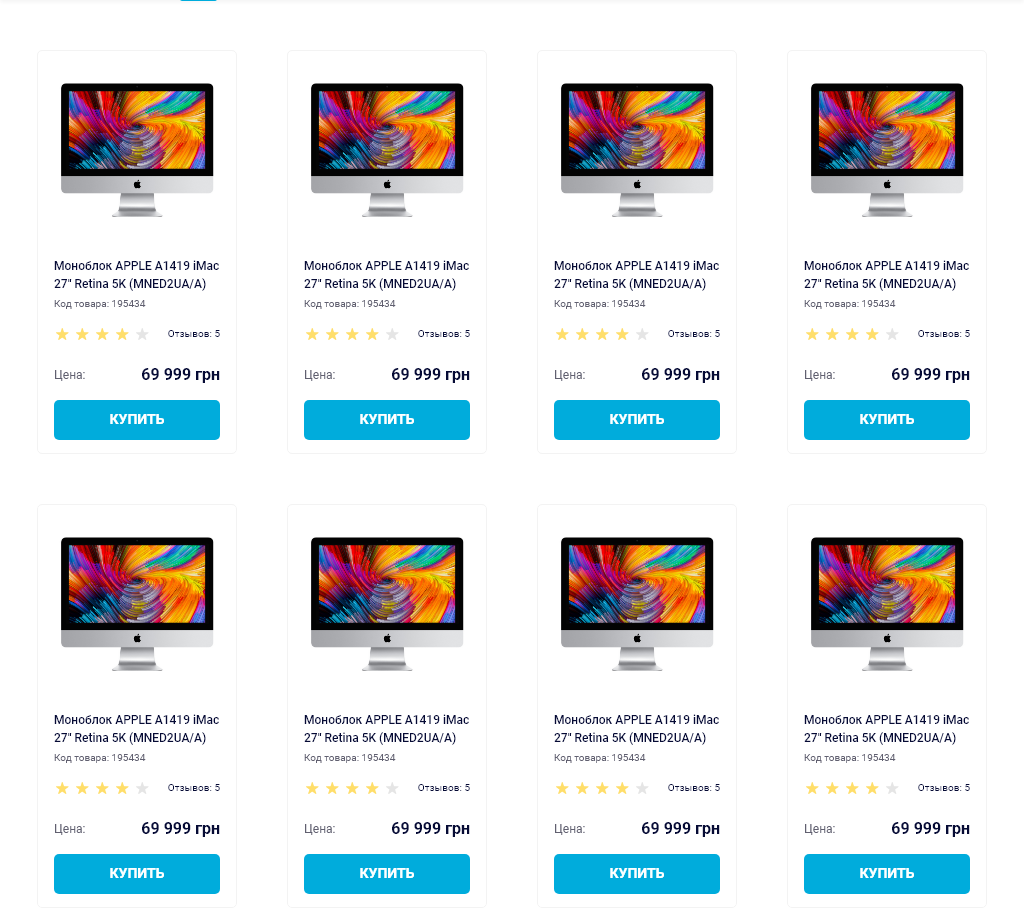 Моноблок APPLE A1419 iMac
27" Retina 5K (MNED2UA/A)
Код товара: 195434
Отзывов: 5
Цена: 69 999 грн
КУПИТЬ
Моноблок APPLE A1419 iMac
27" Retina 5K (MNED2UA/A)
Код товара: 195434
Отзывов: 5
Цена: 69 999 грн
КУПИТЬ
Моноблок APPLE A1419 iMac
27" Retina 5K (MNED2UA/A)
Код товара: 195434
Отзывов: 5
Цена: 69 999 грн
КУПИТЬ
Моноблок APPLE A1419 iMac
27" Retina 5K (MNED2UA/A)
Код товара: 195434
Отзывов: 5
Цена: 69 999 грн
КУПИТЬ
Моноблок APPLE A1419 iMac
27" Retina 5K (MNED2UA/A)
Код товара: 195434
Отзывов: 5
Цена: 69 999 грн
КУПИТЬ
Моноблок APPLE A1419 iMac
27" Retina 5K (MNED2UA/A)
Код товара: 195434
Отзывов: 5
Цена: 69 999 грн
КУПИТЬ
Моноблок APPLE A1419 iMac
27" Retina 5K (MNED2UA/A)
Код товара: 195434
Отзывов: 5
Цена: 69 999 грн
КУПИТЬ
Моноблок APPLE A1419 iMac
27" Retina 5K (MNED2UA/A)
Код товара: 195434
Отзывов: 5
Цена: 69 999 грн
КУПИТЬ